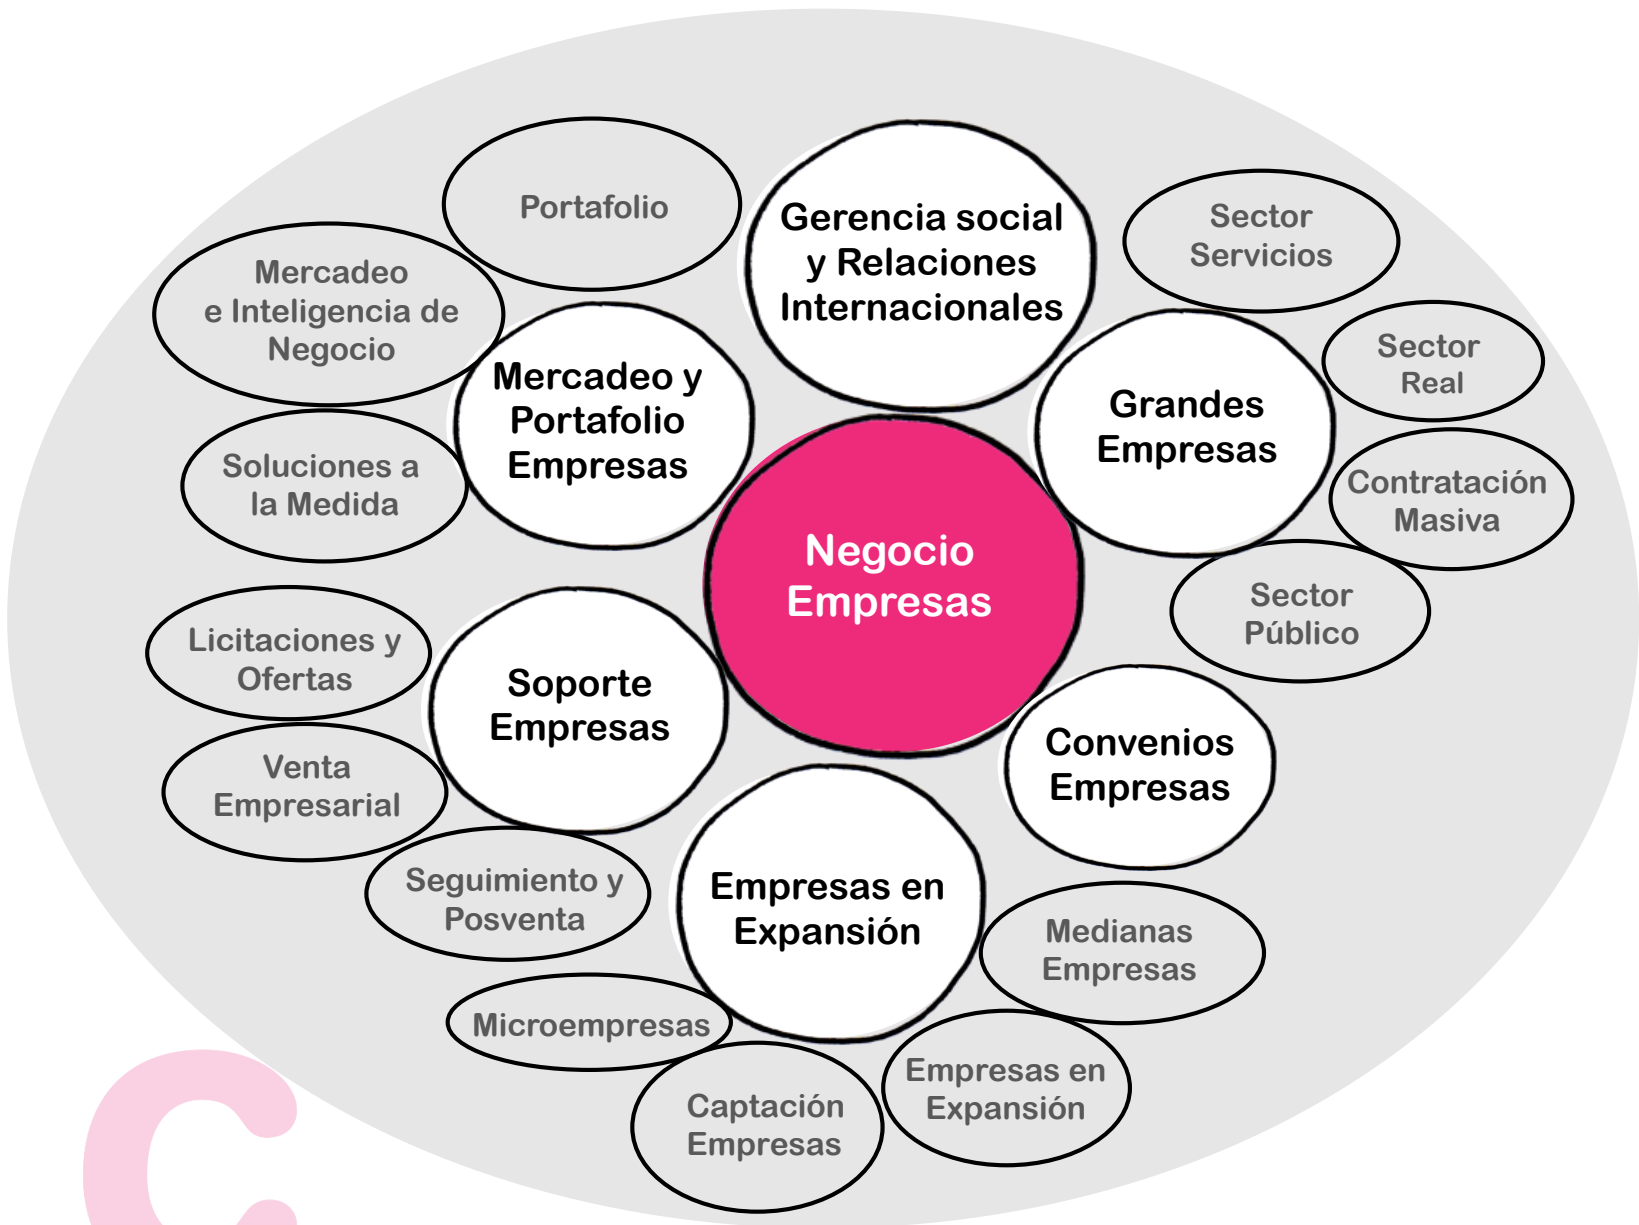 Portafolio
Gerencia social
y Relaciones
Internacionales
Sector
Servicios
Mercadeo
e Inteligencia de
Negocio
Sector
Real
Mercadeo y
Portafolio
Empresas
Grandes
Empresas
Soluciones a
la Medida
Contratación
Masiva
Negocio
Empresas
Sector
Público
Licitaciones y
Ofertas
Soporte
Empresas
Convenios
Empresas
Venta
Empresarial
Seguimiento y
Posventa
Empresas en
Expansión
Medianas
Empresas
Microempresas
Empresas en
Expansión
Captación
Empresas